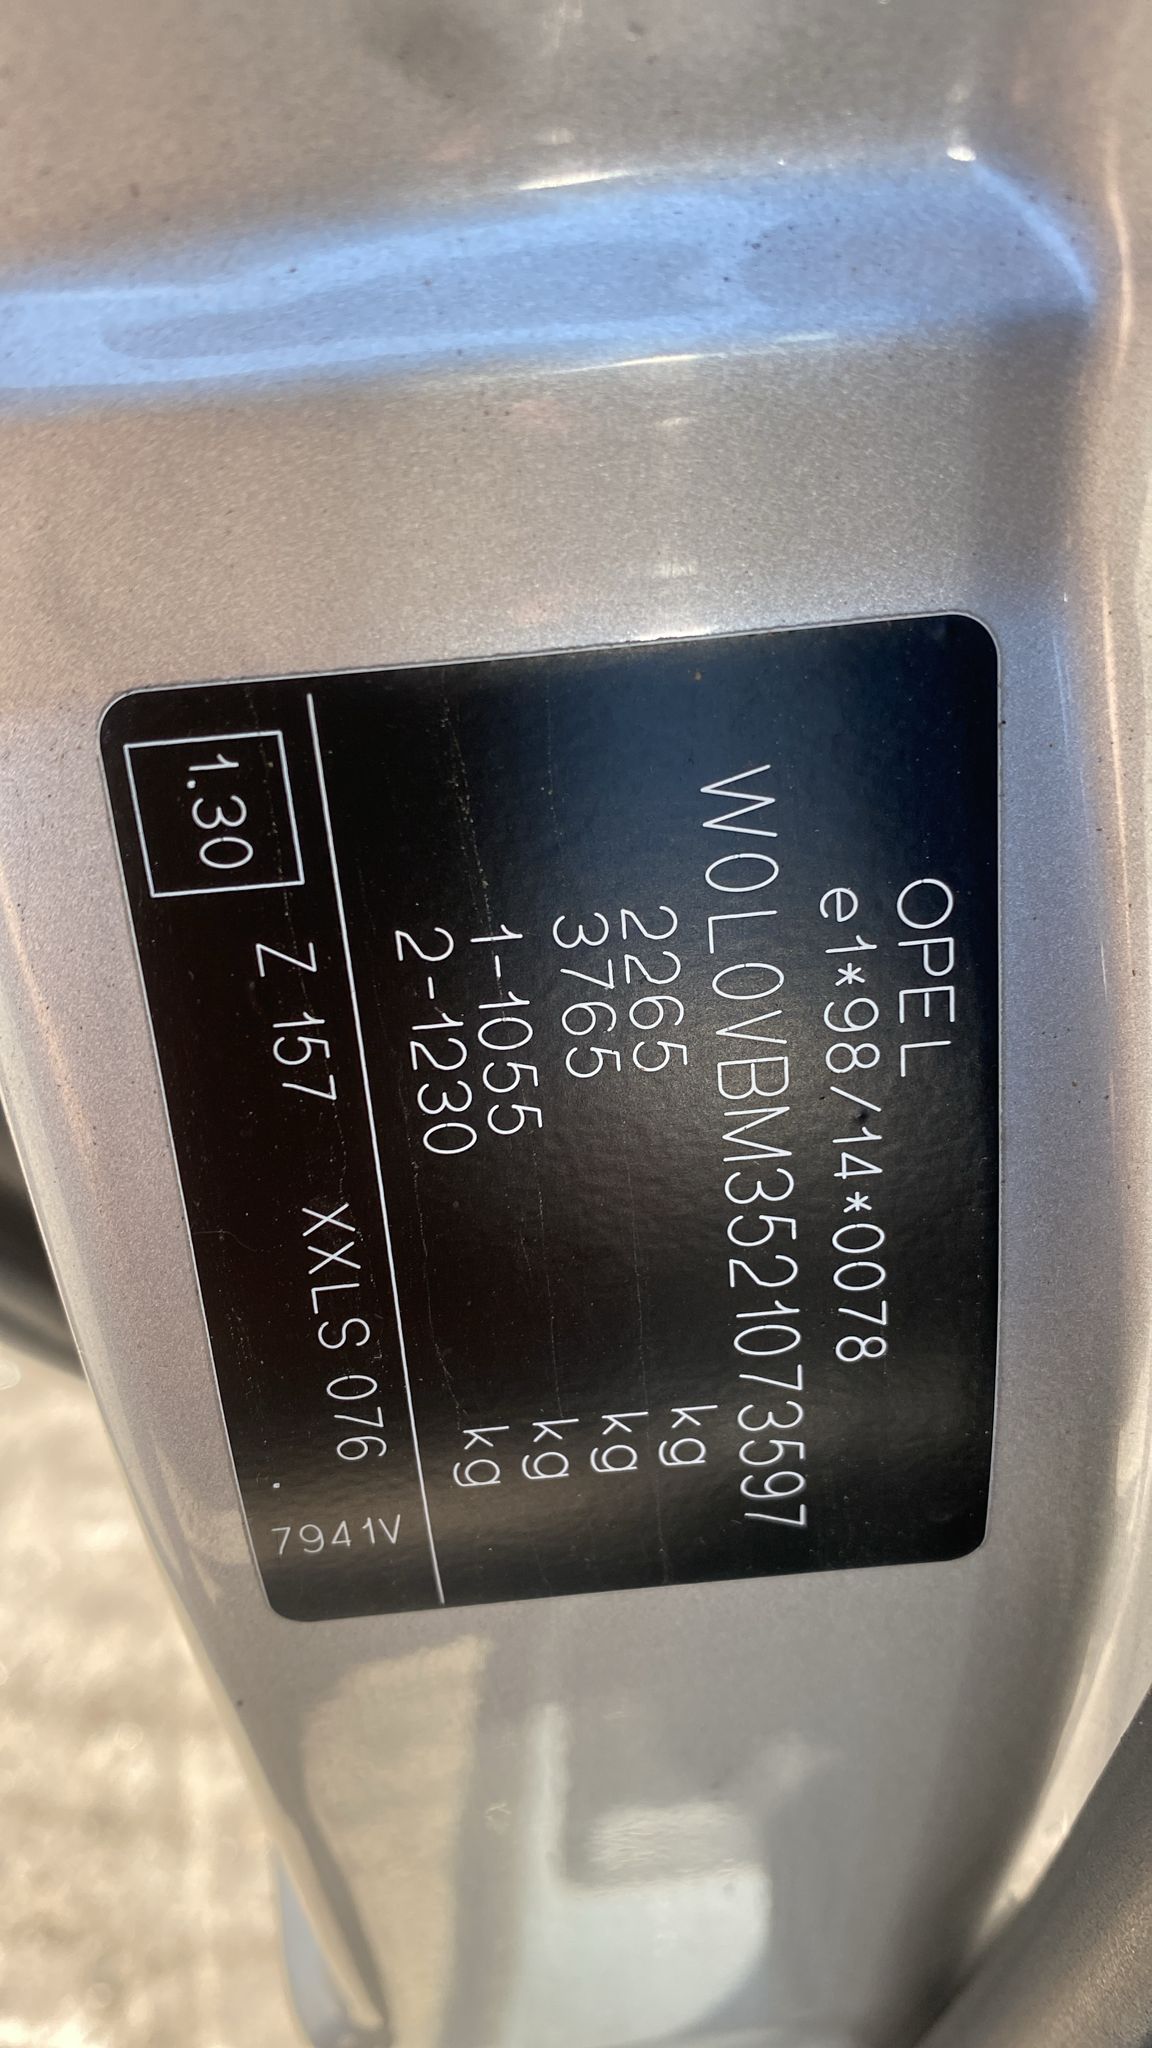 OPEL
e1*98/14*0078
W0L0VBM3521073597
2265 kg
3765 kg
1-1055 kg
2-1230 kg
1.30 Z 157 XXLS 076 7941V